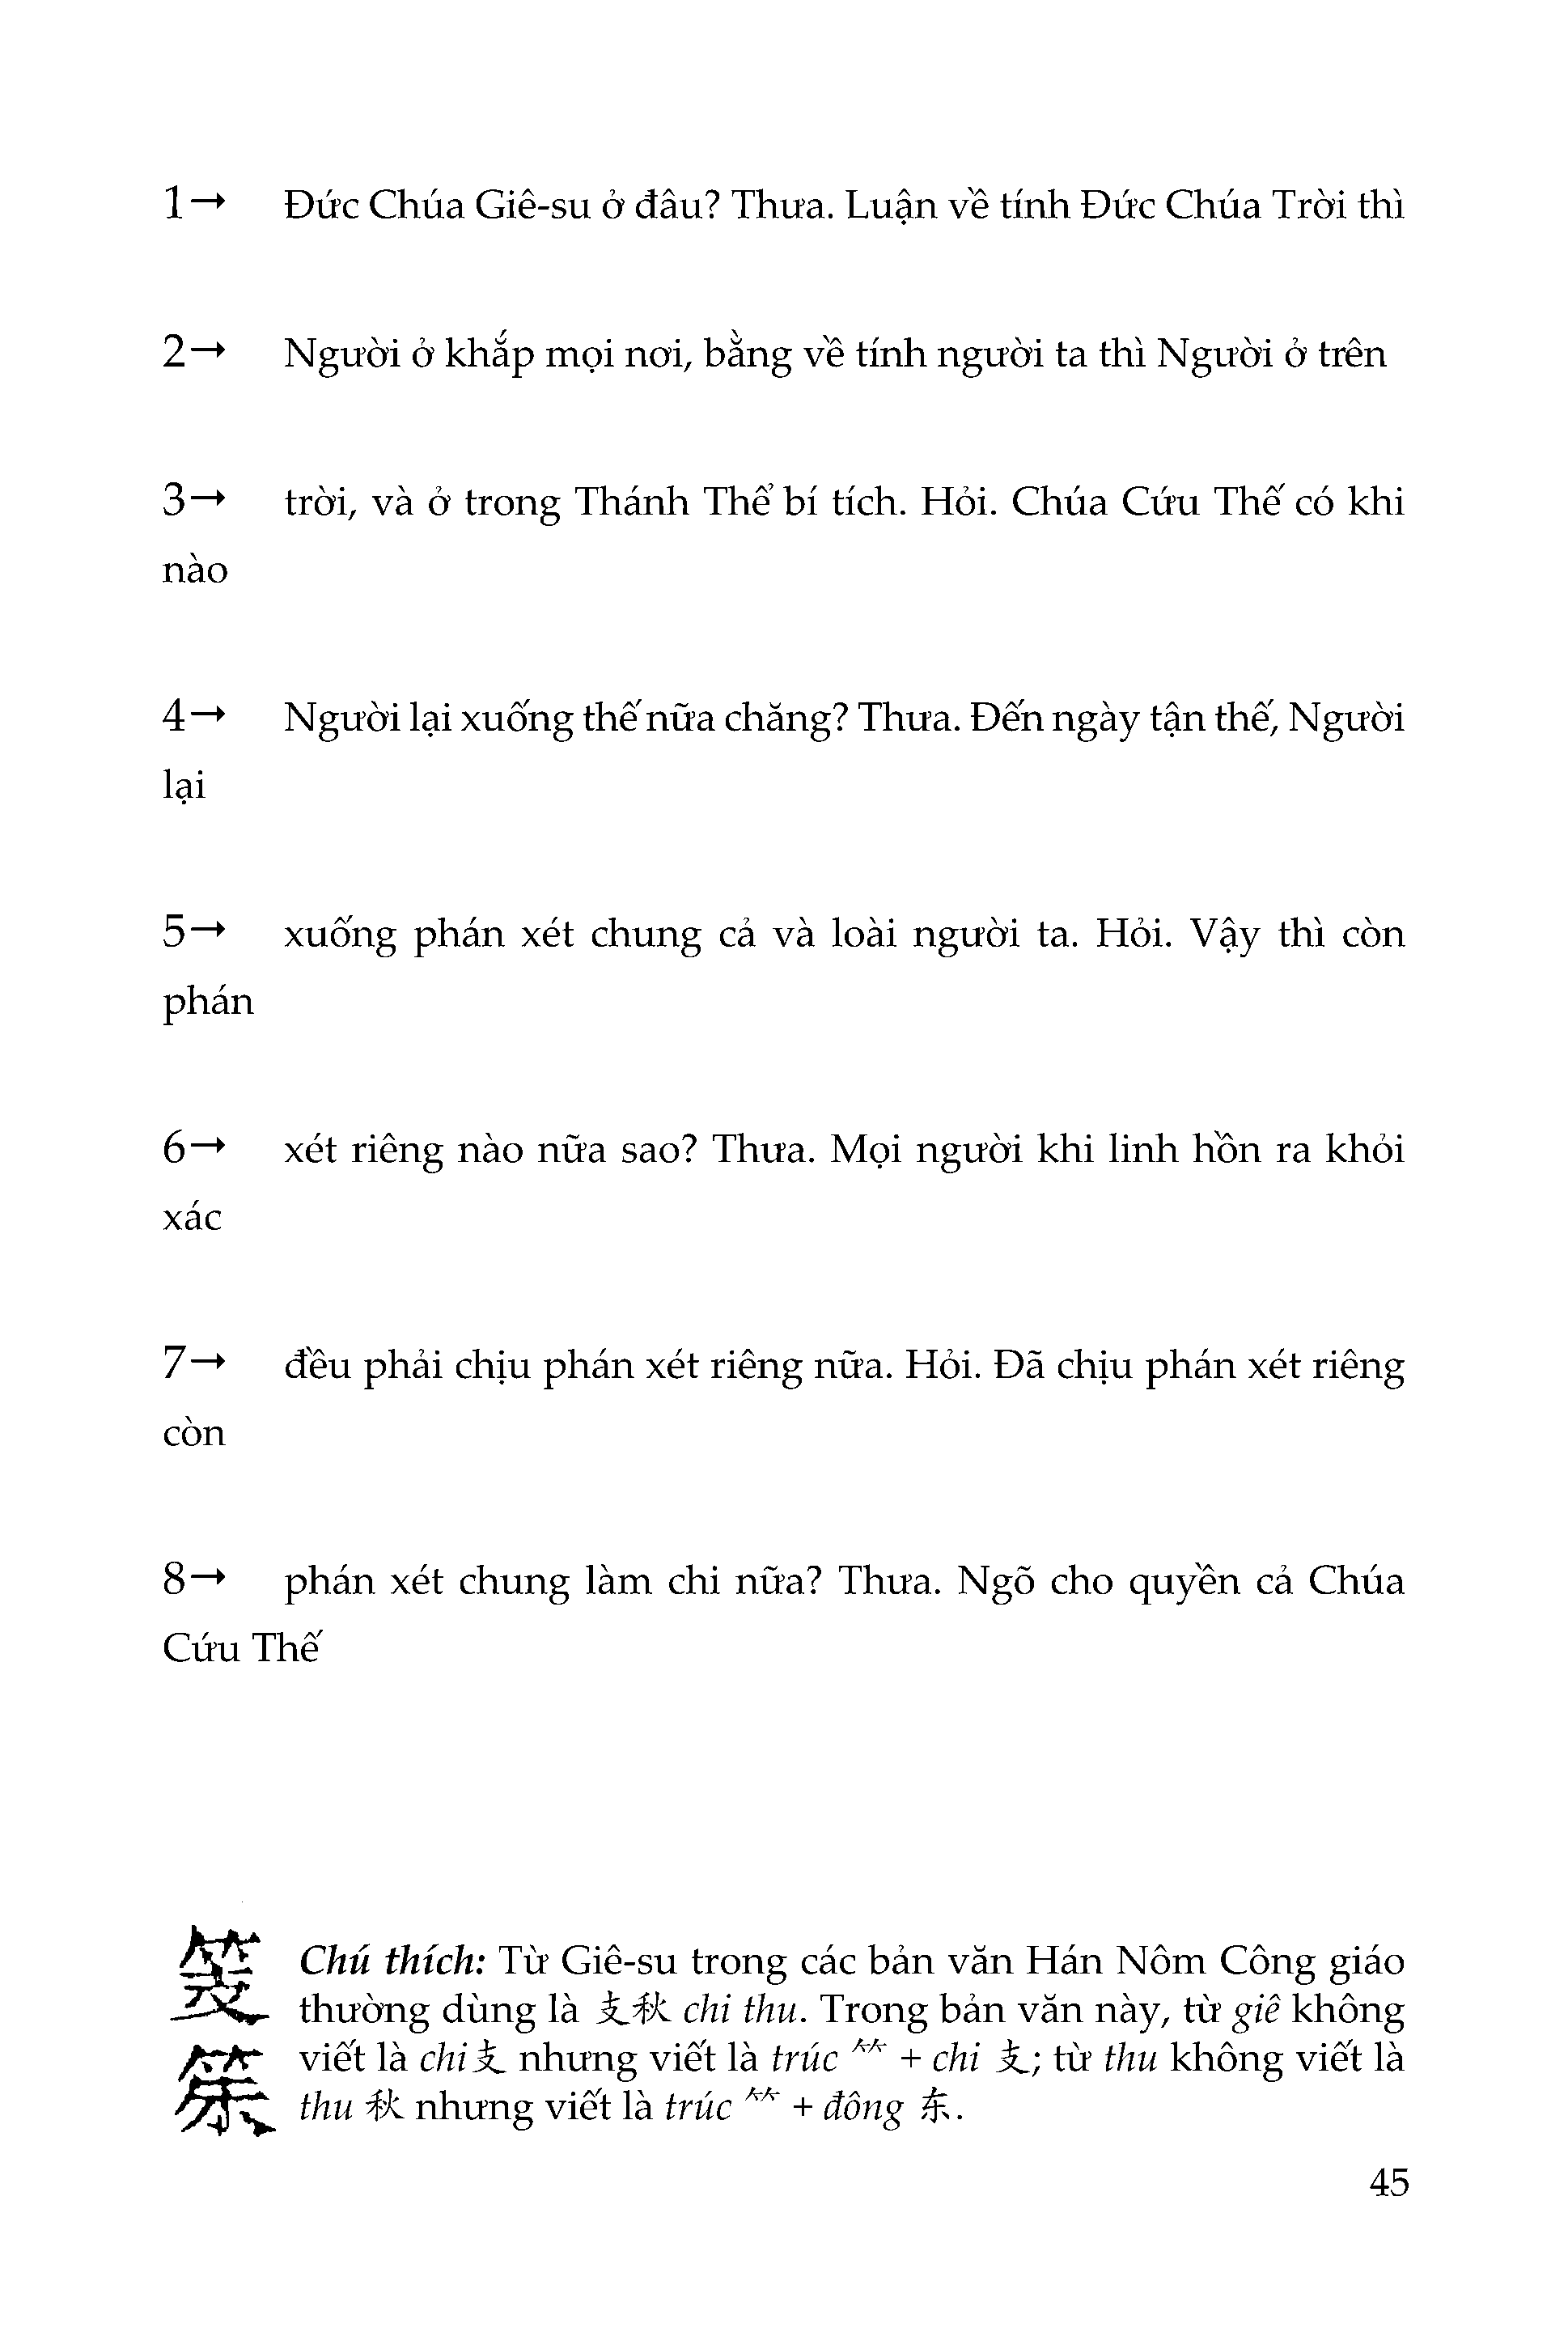 1→ Đức Chúa Giê-su ở đâu? Thưa. Luận về tính Đức Chúa Trời thì
2→ Người ở khắp mọi nơi, bằng về tính người ta thì Người ở trên
3→ trời, và ở trong Thánh Thể bí tích. Hỏi. Chúa Cứu Thế có khi
nào
4→ Người lại xuống thế nữa chăng? Thưa. Đến ngày tận thế, Người
lại
5→ xuống phán xét chung cả và loài người ta. Hỏi. Vậy thì còn
phán
6→ xét riêng nào nữa sao? Thưa. Mọi người khi linh hồn ra khỏi
xác
7→ đều phải chịu phán xét riêng nữa. Hỏi. Đã chịu phán xét riêng
còn
8→ phán xét chung làm chi nữa? Thưa. Ngõ cho quyền cả Chúa
Cứu Thế
Chú thích: Từ Giê-su trong các bản văn Hán Nôm Công giáo
thường dùng là 支秋 chi thu. Trong bản văn này, từ giê không
viết là chi支 nhưng viết là trúc ⺮ + chi 支; từ thu không viết là
thu 秋 nhưng viết là trúc ⺮ + đông 东.
45